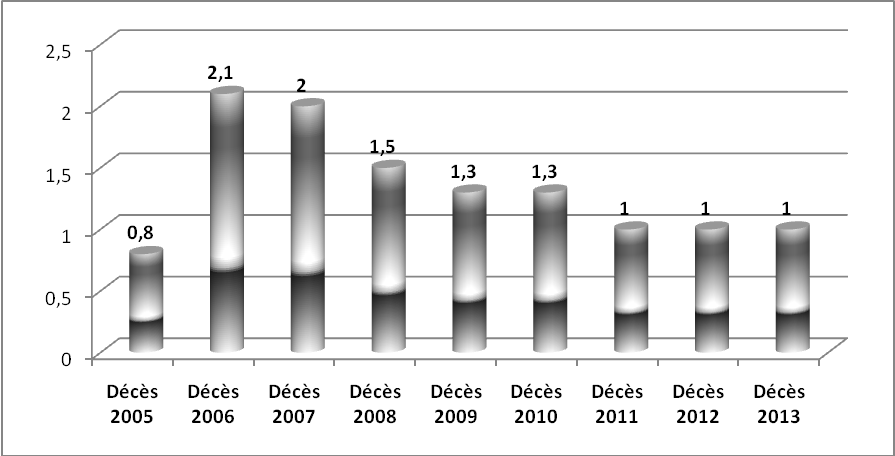 2,5
2
1,5
1
0,5
0
0,8
2,1
2
1,5
1,3
1,3
1
1
1
Décès 2005
Décès 2006
Décès 2007
Décès 2008
Décès 2009
Décès 2010
Décès 2011
Décès 2012
Décès 2013